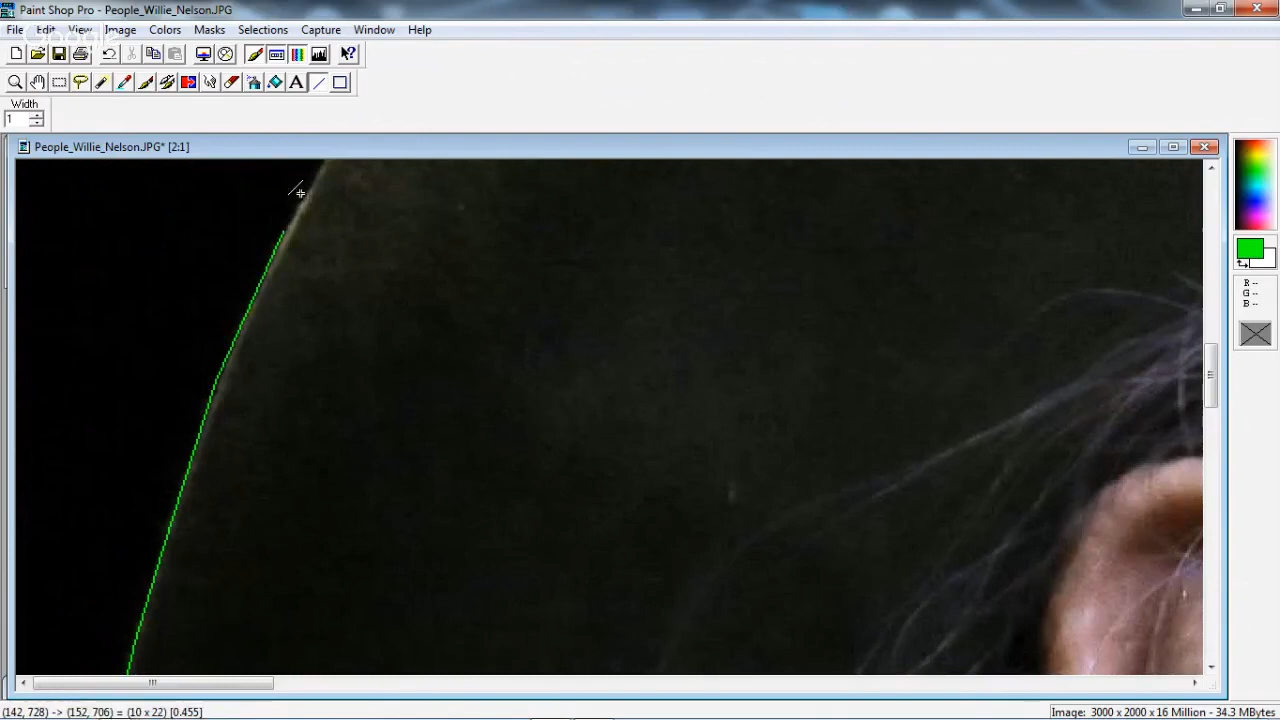 Paint Shop Pro - People_Willie_Nelson.JPG
File Edit View Image Colors Masks Selections Capture Window Help
Google
A
Width
1
People_Willie_Nelson.JPG* [2:1]
R --
G --
B --
(142, 728) -> (152, 706) = (10 x 22) [0.455]
Image: 3000 x 2000 x 16 Million - 34.3 MBytes